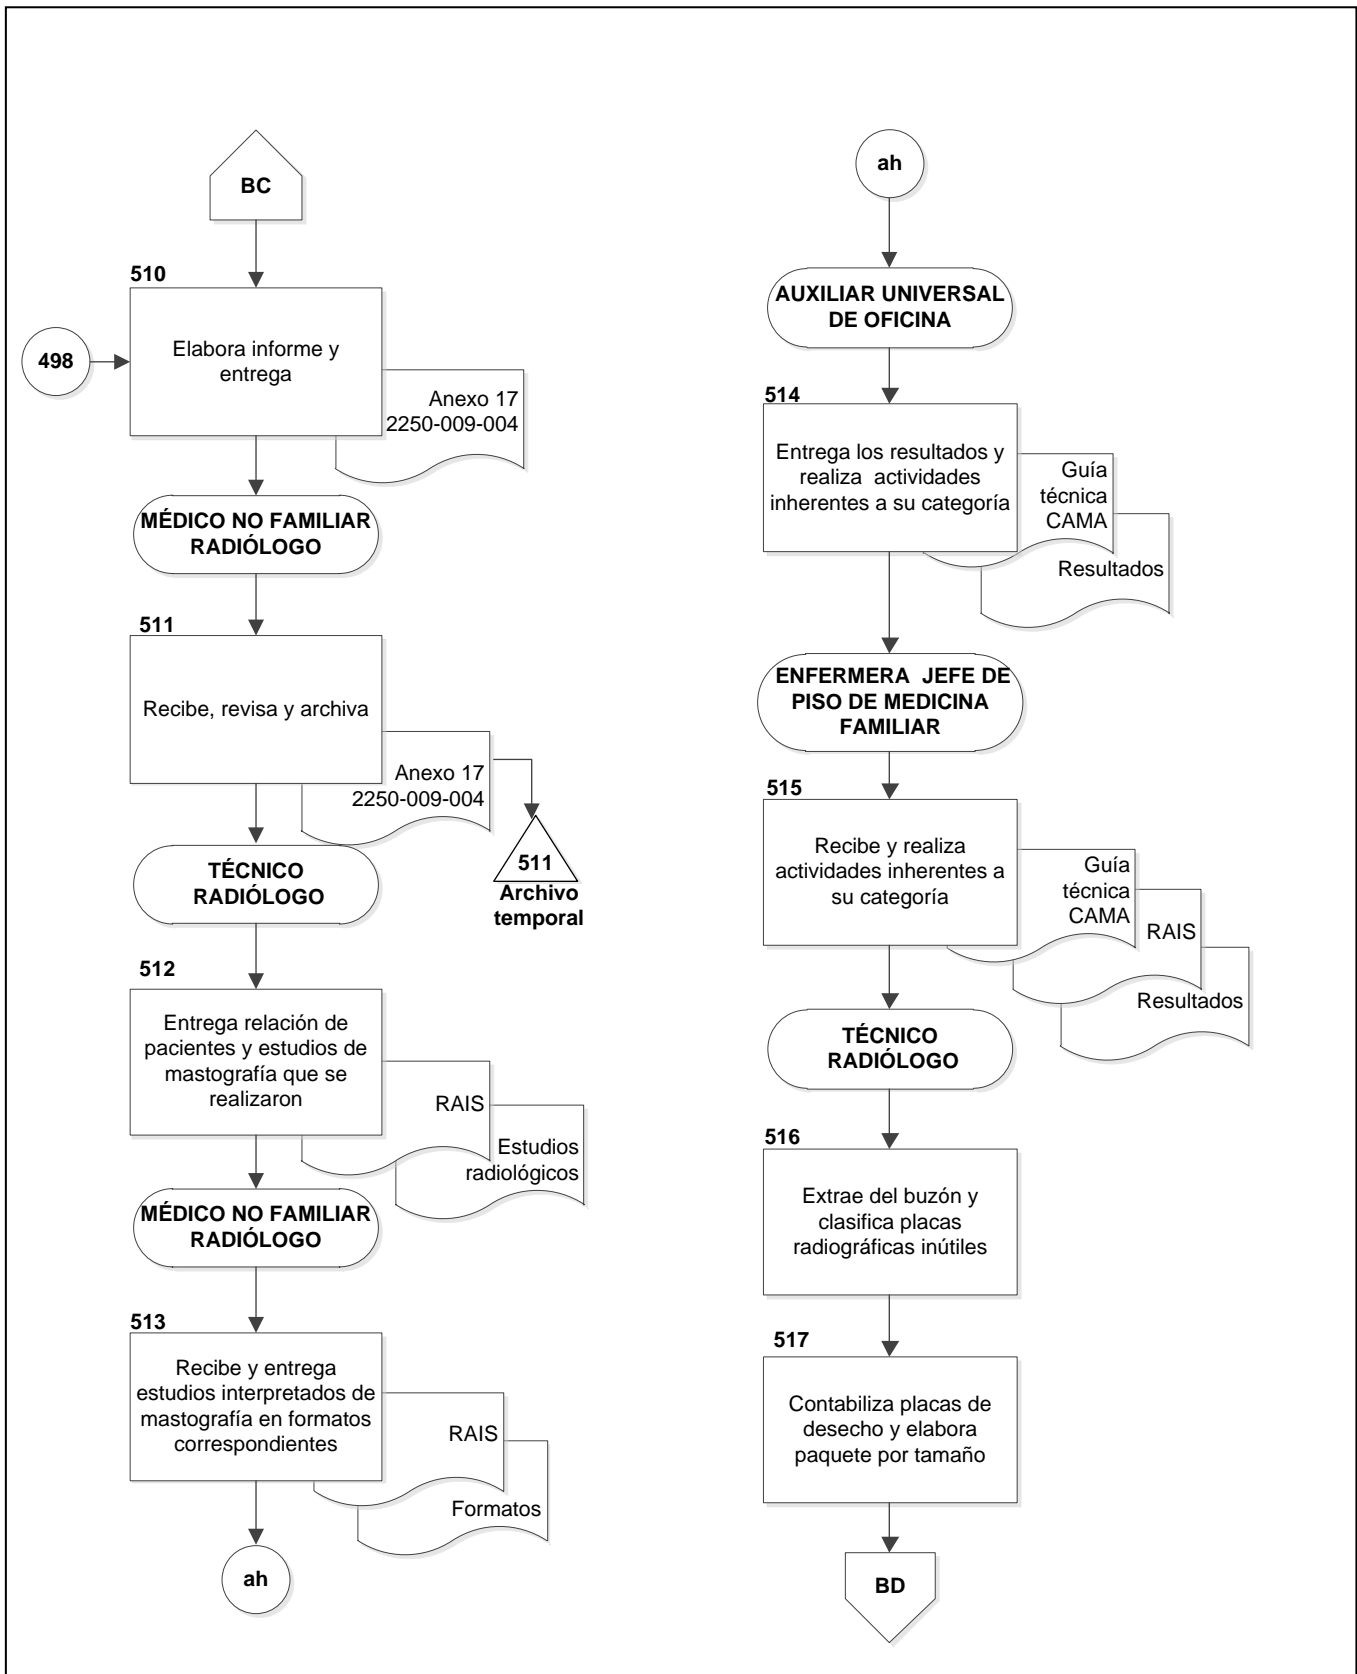 BC
510
498
Elabora informe y
entrega
Anexo 17
2250-009-004
MÉDICO NO FAMILIAR
RADIÓLOGO
511
Recibe, revisa y archiva
Anexo 17
2250-009-004
511
Archivo
temporal
TÉCNICO
RADIÓLOGO
512
Entrega relación de
pacientes y estudios de
mastografía que se
realizaron
RAIS
Estudios
radiológicos
MÉDICO NO FAMILIAR
RADIÓLOGO
513
Recibe y entrega
estudios interpretados de
mastografía en formatos
correspondientes
RAIS
Formatos
ah
ah
AUXILIAR UNIVERSAL
DE OFICINA
514
Entrega los resultados y
realiza actividades
inherentes a su categoría
Guía
técnica
CAMA
Resultados
ENFERMERA JEFE DE
PISO DE MEDICINA
FAMILIAR
515
Recibe y realiza
actividades inherentes a
su categoría
Guía
técnica
CAMA
RAIS
Resultados
TÉCNICO
RADIÓLOGO
516
Extrae del buzón y
clasifica placas
radiográficas inútiles
517
Contabiliza placas de
desecho y elabora
paquete por tamaño
BD